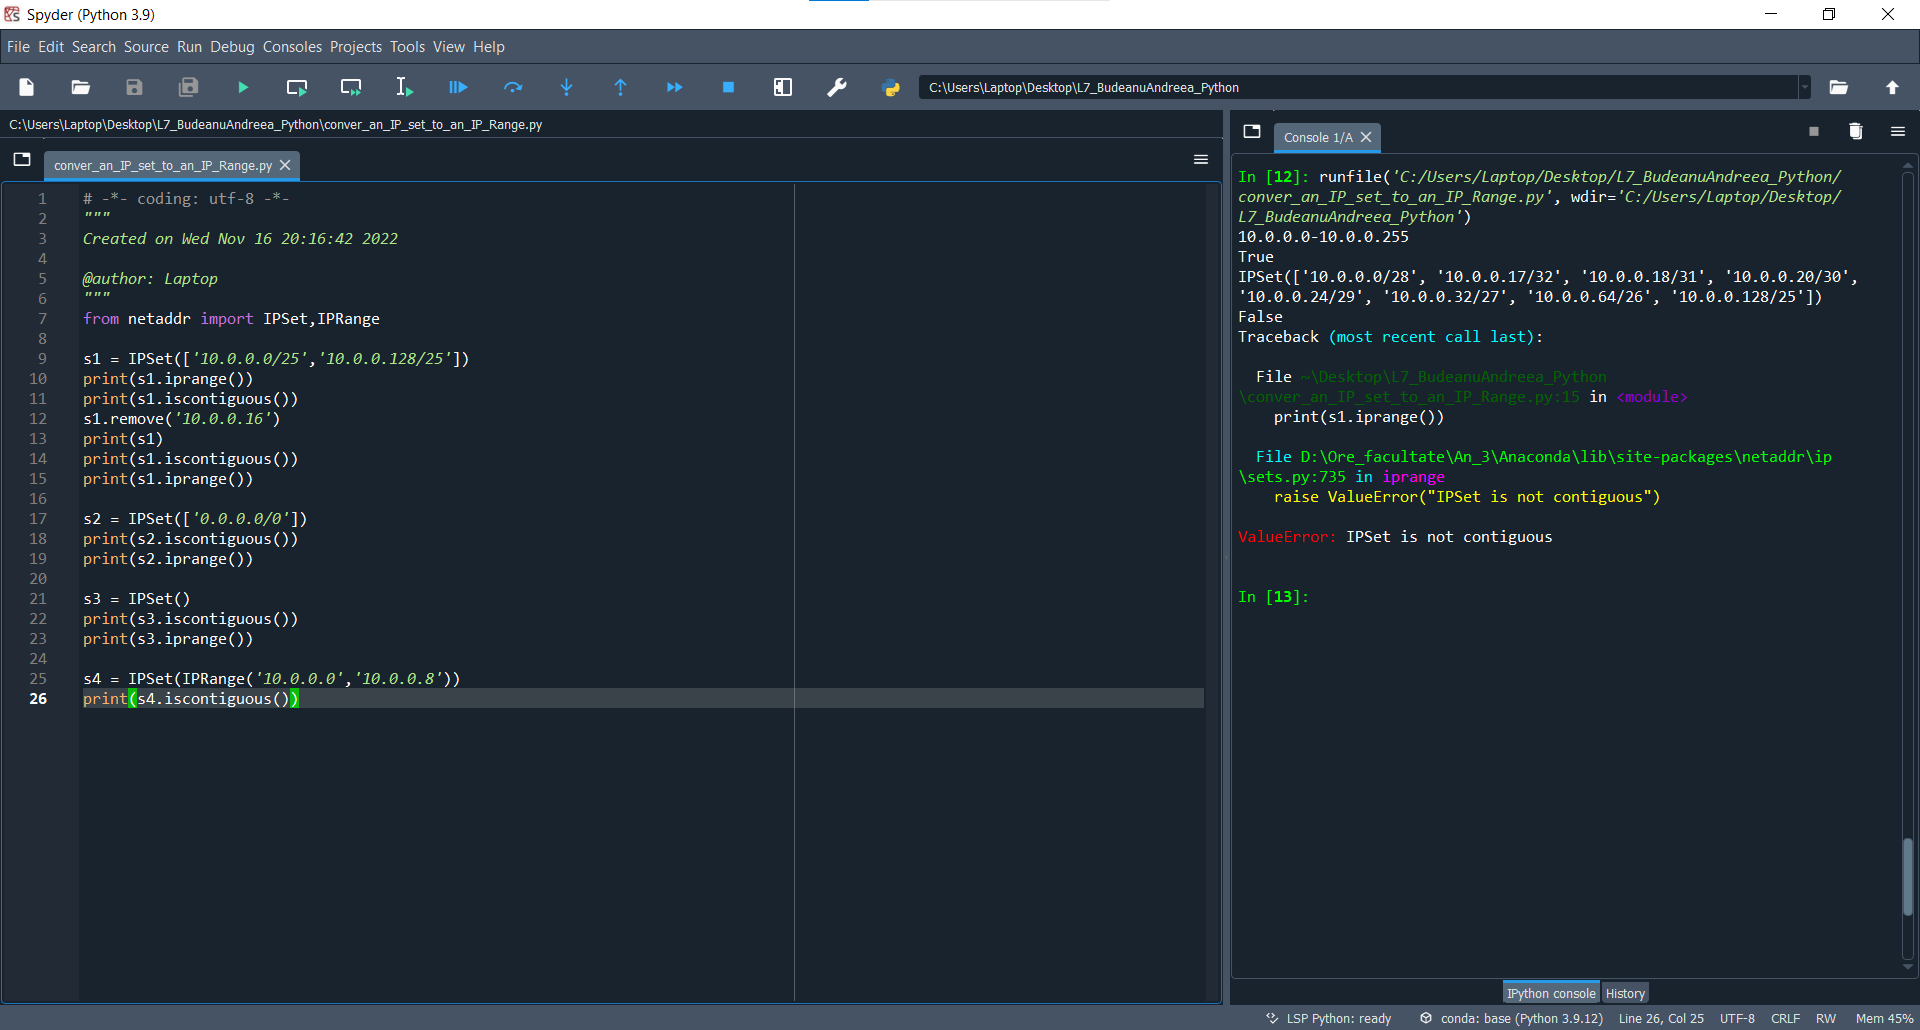 Spyder (Python 3.9)
File Edit Search Source Run Debug Consoles Projects Tools View Help
C:\Users\Laptop\Desktop\L7_BudeanuAndreea_Python
C:\Users\Laptop\Desktop\L7_BudeanuAndreea_Python\conver_an_IP_set_to_an_IP_Range.py
conver_an_IP_set_to_an_IP_Range.py
1 # -*- coding: utf-8 -*-
2 """
3 Created on Wed Nov 16 20:16:42 2022
4
5 @author: Laptop
6 """
7 from netaddr import IPSet,IPRange
8
9 s1 = IPSet(['10.0.0.0/25','10.0.0.128/25'])
10 print(s1.iprange())
11 print(s1.iscontiguous())
12 s1.remove('10.0.0.16')
13 print(s1)
14 print(s1.iscontiguous())
15 print(s1.iprange())
16
17 s2 = IPSet(['0.0.0.0/0'])
18 print(s2.iscontiguous())
19 print(s2.iprange())
20
21 s3 = IPSet()
22 print(s3.iscontiguous())
23 print(s3.iprange())
24
25 s4 = IPSet(IPRange('10.0.0.0','10.0.0.8'))
26 print(s4.iscontiguous())
Console 1/A
In [12]: runfile('C:/Users/Laptop/Desktop/L7_BudeanuAndreea_Python/
conver_an_IP_set_to_an_IP_Range.py', wdir='C:/Users/Laptop/Desktop/
L7_BudeanuAndreea_Python')
10.0.0.0-10.0.0.255
True
IPSet(['10.0.0.0/28', '10.0.0.17/32', '10.0.0.18/31', '10.0.0.20/30',
'10.0.0.24/29', '10.0.0.32/27', '10.0.0.64/26', '10.0.0.128/25'])
False
Traceback (most recent call last):
File ~\Desktop\L7_BudeanuAndreea_Python
\conver_an_IP_set_to_an_IP_Range.py:15 in <module>
print(s1.iprange())
File D:\Ore_facultate\An_3\Anaconda\lib\site-packages\netaddr\ip
\sets.py:735 in iprange
raise ValueError("IPSet is not contiguous")
ValueError: IPSet is not contiguous
In [13]:
IPython console History
LSP Python: ready conda: base (Python 3.9.12) Line 26, Col 25 UTF-8 CRLF RW Mem 45%